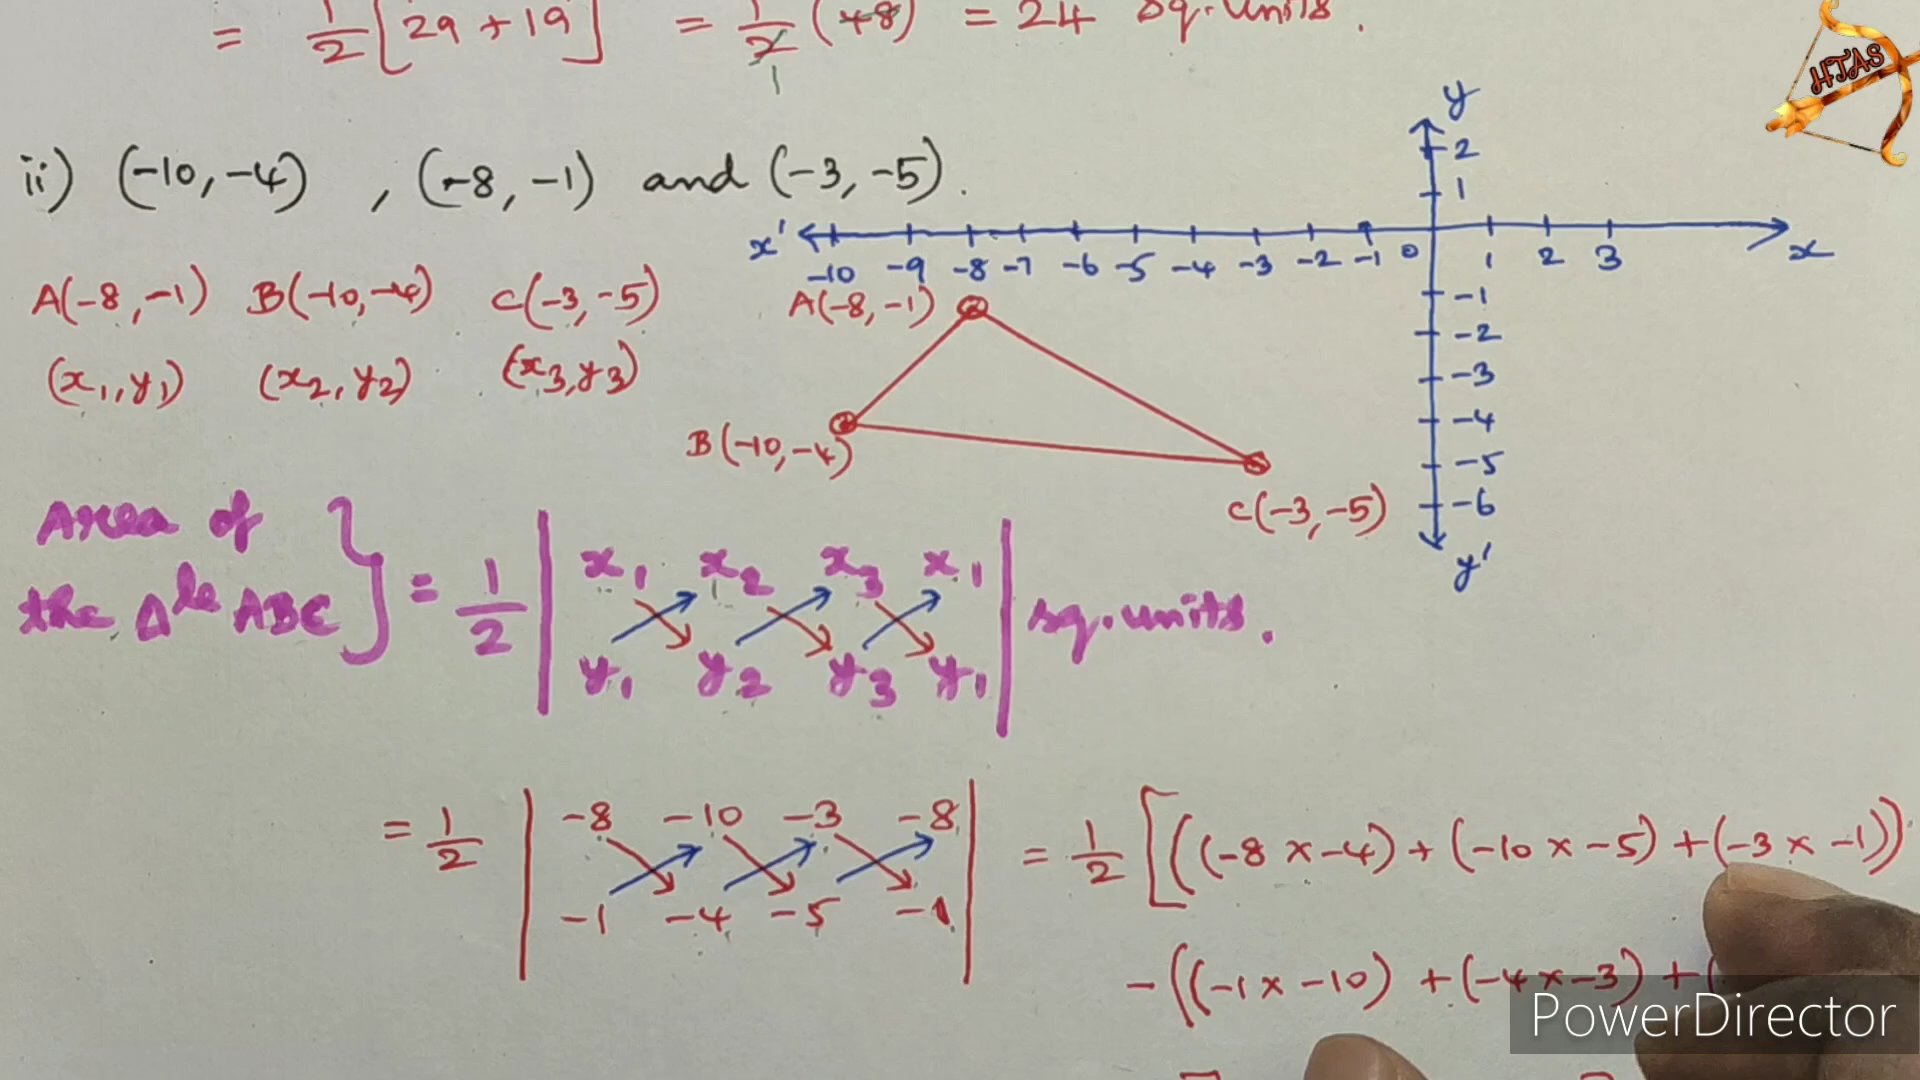 = 1/2 [29 + 19] = 1/2 (48) = 24 sq. units.
1
HTAS
ii) (-10, -4) , (-8, -1) and (-3, -5).
A(-8, -1) B(-10, -4) C(-3, -5)
(x1, y1) (x2, y2) (x3, y3)
y
2
1
x' -10 -9 -8 -7 -6 -5 -4 -3 -2 -1 0 1 2 3 x
-1
-2
-3
-4
-5
-6
y'
A(-8, -1)
B(-10, -4)
C(-3, -5)
Area of
the Δle ABC } = 1/2 | x1 x2 x3 x1 | sq. units.
y1 y2 y3 y1
= 1/2 | -8 -10 -3 -8 | = 1/2 [((-8 x -4) + (-10 x -5) + (-3 x -1))
-1 -4 -5 -1
- ((-1 x -10) + (-4 x -3) + (
PowerDirector